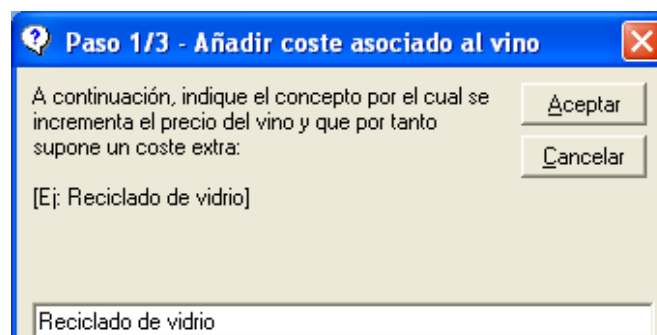 Paso 1/3 - Añadir coste asociado al vino
A continuación, indique el concepto por el cual se
incrementa el precio del vino y que por tanto
supone un coste extra:
Aceptar
Cancelar
[Ej: Reciclado de vidrio]
Reciclado de vidrio